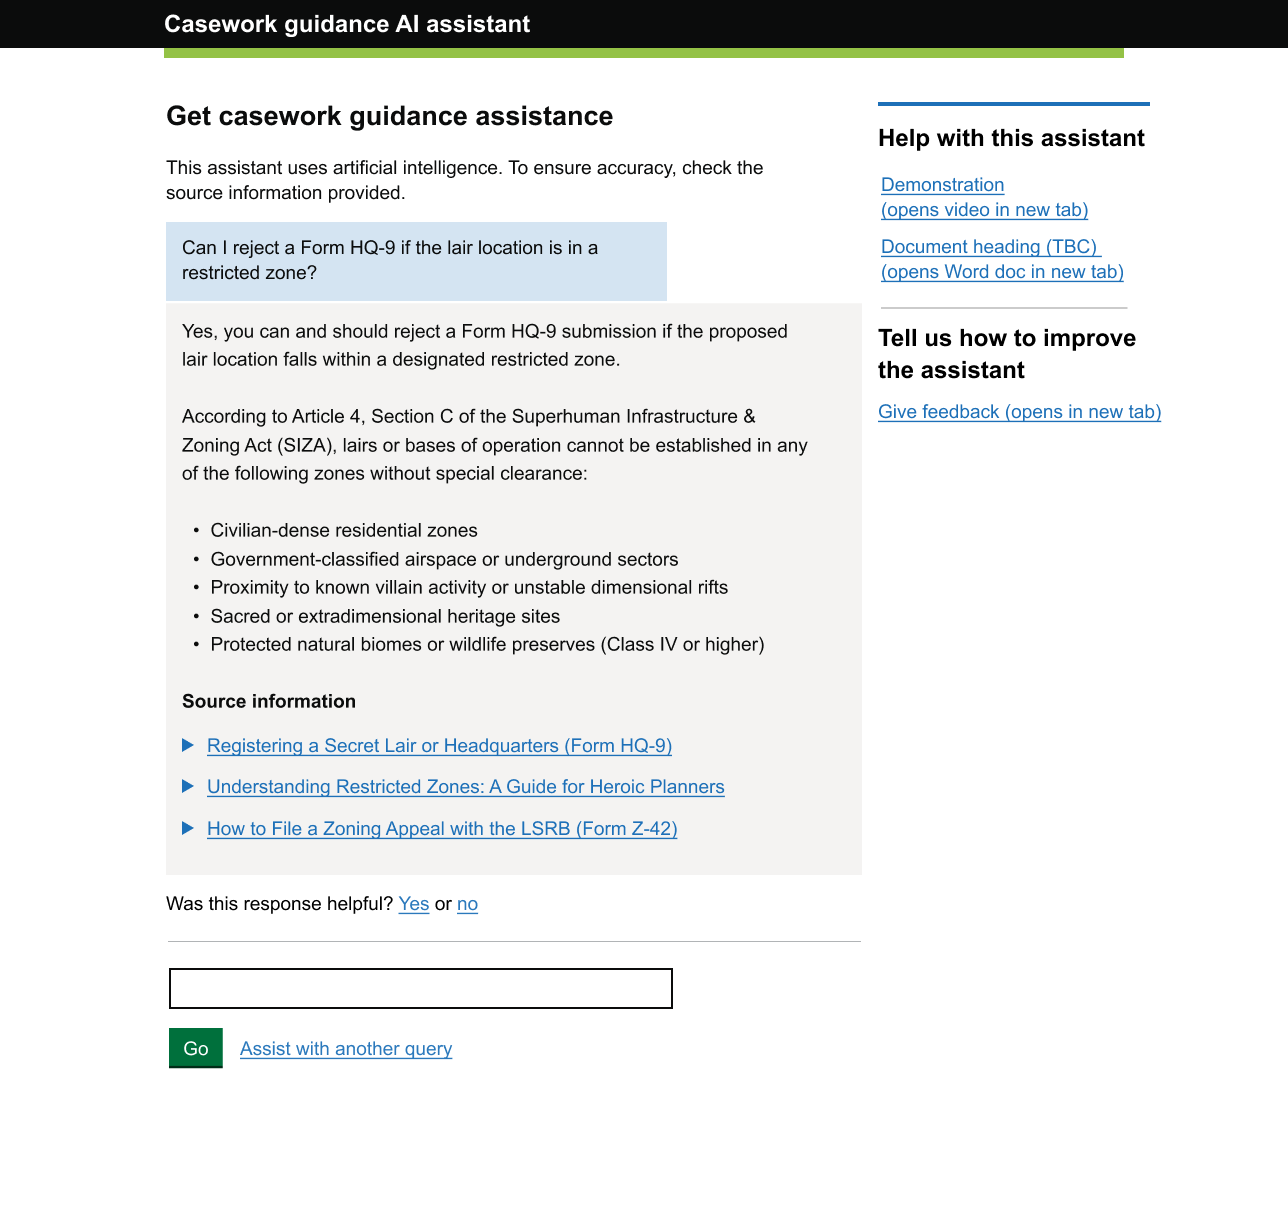 Casework guidance AI assistant
Get casework guidance assistance
This assistant uses artificial intelligence. To ensure accuracy, check the
source information provided.
Can I reject a Form HQ-9 if the lair location is in a
restricted zone?
Yes, you can and should reject a Form HQ-9 submission if the proposed
lair location falls within a designated restricted zone.
According to Article 4, Section C of the Superhuman Infrastructure &
Zoning Act (SIZA), lairs or bases of operation cannot be established in any
of the following zones without special clearance:
• Civilian-dense residential zones
• Government-classified airspace or underground sectors
• Proximity to known villain activity or unstable dimensional rifts
• Sacred or extradimensional heritage sites
• Protected natural biomes or wildlife preserves (Class IV or higher)
Source information
Registering a Secret Lair or Headquarters (Form HQ-9)
Understanding Restricted Zones: A Guide for Heroic Planners
How to File a Zoning Appeal with the LSRB (Form Z-42)
Was this response helpful? Yes or no
Go
Assist with another query
Help with this assistant
Demonstration
(opens video in new tab)
Document heading (TBC)
(opens Word doc in new tab)
Tell us how to improve
the assistant
Give feedback (opens in new tab)